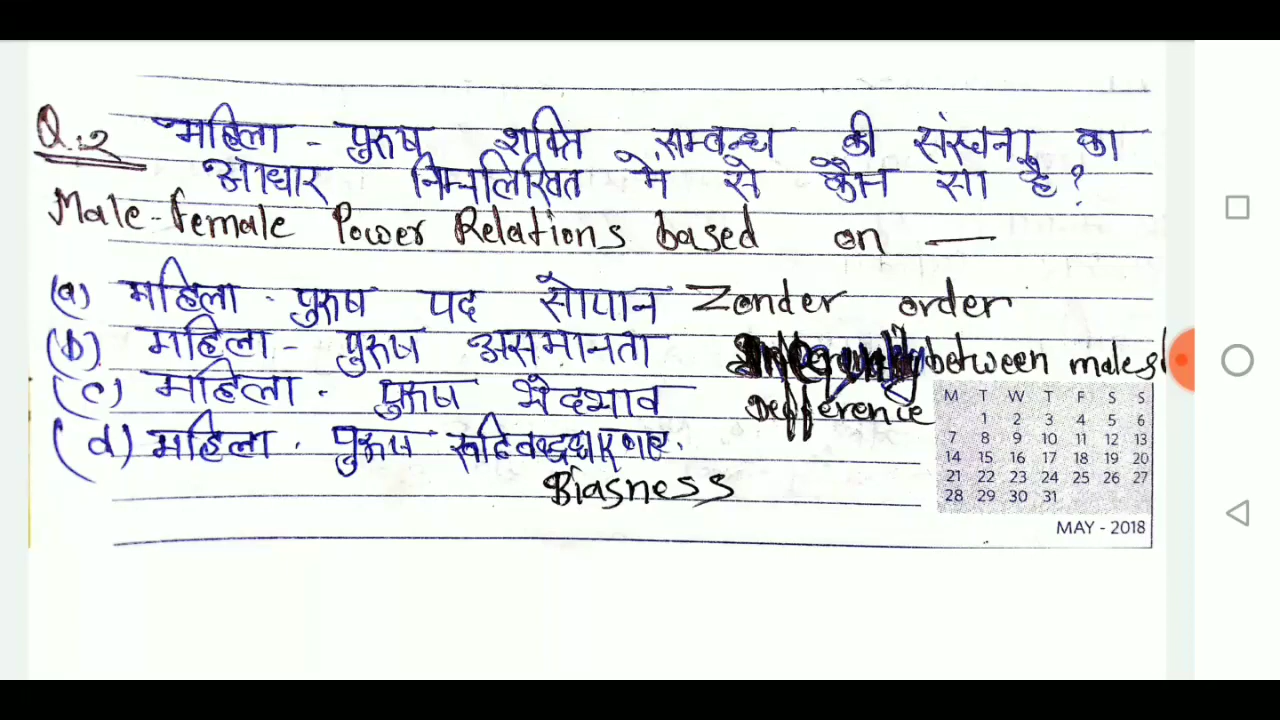 Q.2 महिला - पुरुष शक्ति सम्बन्ध की संरचना का
आधार निम्नलिखित में से कौन सा है?
Male-female Power Relations based on —
(a) महिला - पुरुष पद सोपान Zender order
(b) महिला - पुरुष असमानता between males
(c) महिला - पुरुष भेदभाव Defference
(d) महिला - पुरुष
Biasness
M T W T F S S
1 2 3 4 5 6
7 8 9 10 11 12 13
14 15 16 17 18 19 20
21 22 23 24 25 26 27
28 29 30 31
MAY - 2018